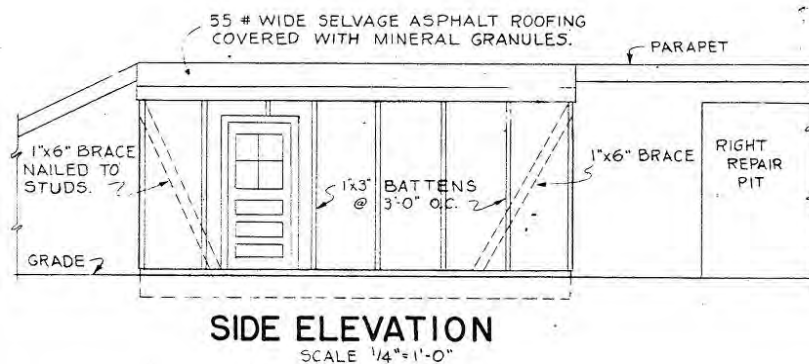 55 # WIDE SELVAGE ASPHALT ROOFING
COVERED WITH MINERAL GRANULES.
PARAPET
1"x6" BRACE
NAILED TO
STUDS.
1"x3" BATTENS
@ 3'-0" O.C.
1"x6" BRACE
RIGHT
REPAIR
PIT
GRADE
SIDE ELEVATION
SCALE 1/4"=1'-0"